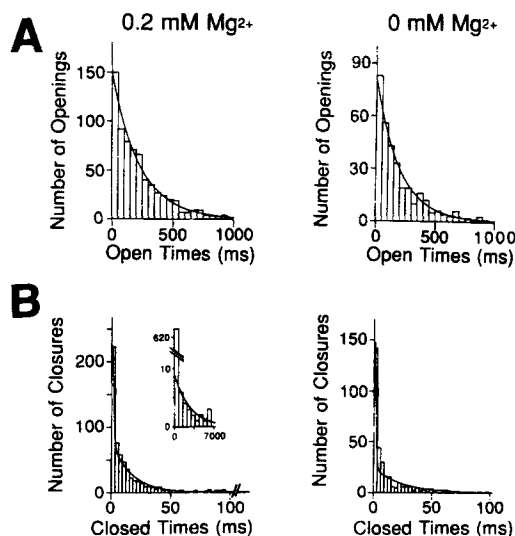 A
0.2 mM Mg2+
0 mM Mg2+
Number of Openings
150
100
50
0
0
500
1000
Open Times (ms)
Number of Openings
90
60
30
0
0
500
1000
Open Times (ms)
B
Number of Closures
200
100
0
0
50
100
Closed Times (ms)
620
10
0
0
7000
Number of Closures
150
100
50
0
0
50
100
Closed Times (ms)